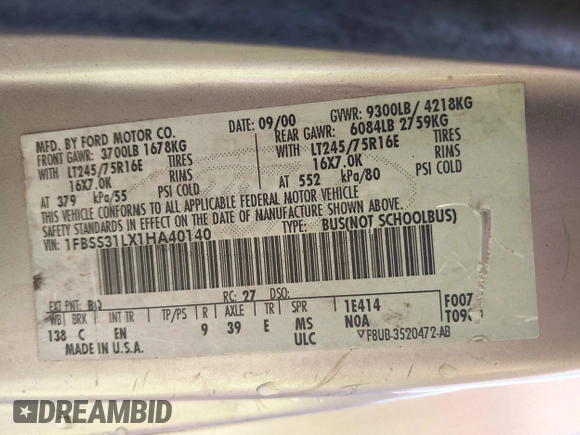 MFD. BY FORD MOTOR CO.
DATE: 09/00
GVWR: 9300LB/ 4218KG
FRONT GAWR: 3700LB 1678KG
REAR GAWR: 6084LB 2759KG
WITH LT245/75R16E TIRES
WITH LT245/75R16E TIRES
16X7.0K RIMS
16X7.0K
AT 379 kPa/55 PSI COLD
AT 552 kPa/80 PSI COLD
THIS VEHICLE CONFORMS TO ALL APPLICABLE FEDERAL MOTOR VEHICLE
SAFETY STANDARDS IN EFFECT ON THE DATE OF MANUFACTURE SHOWN ABOVE.
VIN: 1FBSS31LX1HA40140
TYPE: BUS(NOT SCHOOLBUS)
EXT PNT: RC: 27 DSO:
WB BRK INT TR TP/PS R AXLE TR SPR
138 C EN 9 39 E MS 1E414 F007
ULC N0A
MADE IN U.S.A.
▽F8UB-3520472-AB
DREAMBID